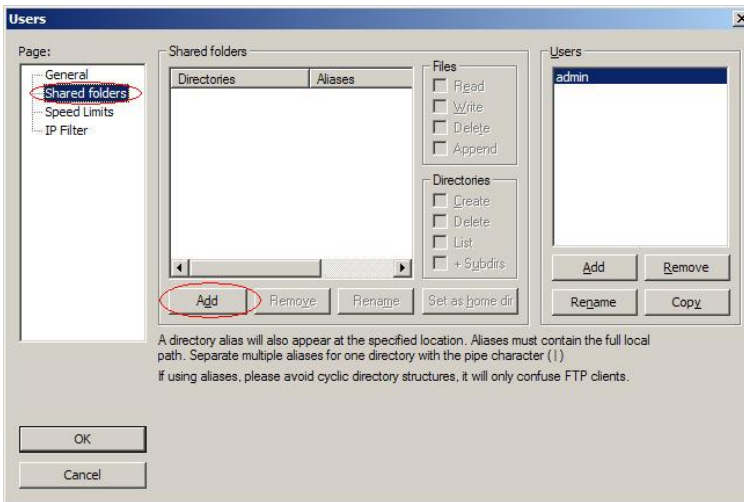 Users
Page:
General
Shared folders
Speed Limits
IP Filter
Shared folders
Directories Aliases
Files
Read
Write
Delete
Append
Directories
Create
Delete
List
+ Subdirs
Add Remove Rename Set as home dir
Users
admin
Add Remove
Rename Copy
A directory alias will also appear at the specified location. Aliases must contain the full local
path. Separate multiple aliases for one directory with the pipe character ( | )
If using aliases, please avoid cyclic directory structures, it will only confuse FTP clients.
OK
Cancel